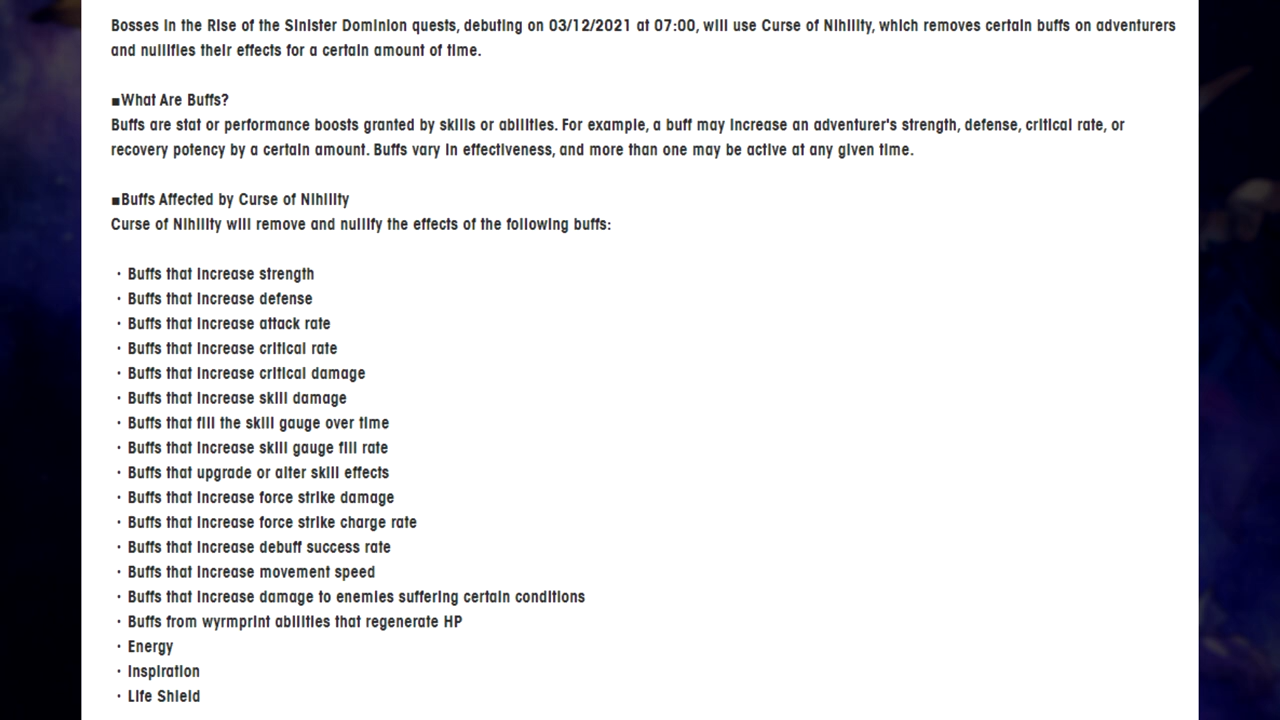 Bosses in the Rise of the Sinister Dominion quests, debuting on 03/12/2021 at 07:00, will use Curse of Nihility, which removes certain buffs on adventurers
and nullifies their effects for a certain amount of time.
■What Are Buffs?
Buffs are stat or performance boosts granted by skills or abilities. For example, a buff may increase an adventurer's strength, defense, critical rate, or
recovery potency by a certain amount. Buffs vary in effectiveness, and more than one may be active at any given time.
■Buffs Affected by Curse of Nihility
Curse of Nihility will remove and nullify the effects of the following buffs:
・Buffs that increase strength
・Buffs that increase defense
・Buffs that increase attack rate
・Buffs that increase critical rate
・Buffs that increase critical damage
・Buffs that increase skill damage
・Buffs that fill the skill gauge over time
・Buffs that increase skill gauge fill rate
・Buffs that upgrade or alter skill effects
・Buffs that increase force strike damage
・Buffs that increase force strike charge rate
・Buffs that increase debuff success rate
・Buffs that increase movement speed
・Buffs that increase damage to enemies suffering certain conditions
・Buffs from wyrmprint abilities that regenerate HP
・Energy
・Inspiration
・Life Shield